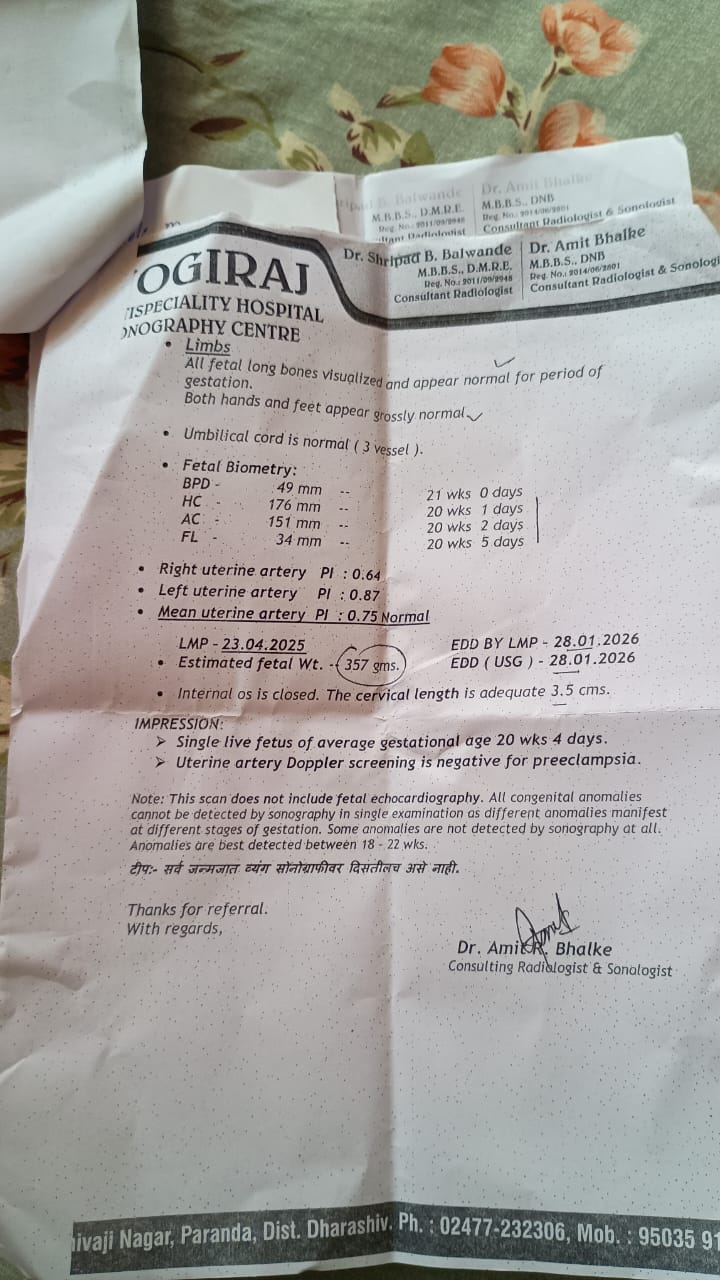 M.B.B.S., D.M.R.E.
Dr. Amit Bhalke
M.B.B.S., DNB
Consultant Radiologist & Sonologist
OGIRAJ
ISPECIALITY HOSPITAL
ONOGRAPHY CENTRE
Dr. Shripad B. Balwande
M.B.B.S., D.M.R.E.
Reg. No.: 2011/09/2948
Consultant Radiologist
Dr. Amit Bhalke
M.B.B.S., DNB
Reg. No.: 2014/06/2601
Consultant Radiologist & Sonologi
• Limbs
All fetal long bones visualized and appear normal for period of
gestation.
Both hands and feet appear grossly normal
• Umbilical cord is normal ( 3 vessel ).
• Fetal Biometry:
BPD - 49 mm -- 21 wks 0 days
HC - 176 mm -- 20 wks 1 days
AC - 151 mm -- 20 wks 2 days
FL - 34 mm -- 20 wks 5 days
• Right uterine artery PI : 0.64
• Left uterine artery PI : 0.87
• Mean uterine artery PI : 0.75 Normal
LMP - 23.04.2025 EDD BY LMP - 28.01.2026
• Estimated fetal Wt. - 357 gms. EDD ( USG ) - 28.01.2026
• Internal os is closed. The cervical length is adequate 3.5 cms.
IMPRESSION:
➢ Single live fetus of average gestational age 20 wks 4 days.
➢ Uterine artery Doppler screening is negative for preeclampsia.
Note: This scan does not include fetal echocardiography. All congenital anomalies
cannot be detected by sonography in single examination as different anomalies manifest
at different stages of gestation. Some anomalies are not detected by sonography at all.
Anomalies are best detected between 18 - 22 wks.
टीप:- सर्व जन्मजात व्यंग सोनोग्राफीवर दिसतीलच असे नाही.
Thanks for referral.
With regards,
Dr. Amit R. Bhalke
Consulting Radiologist & Sonologist
hivaji Nagar, Paranda, Dist. Dharashiv. Ph. : 02477-232306, Mob. : 95035 91